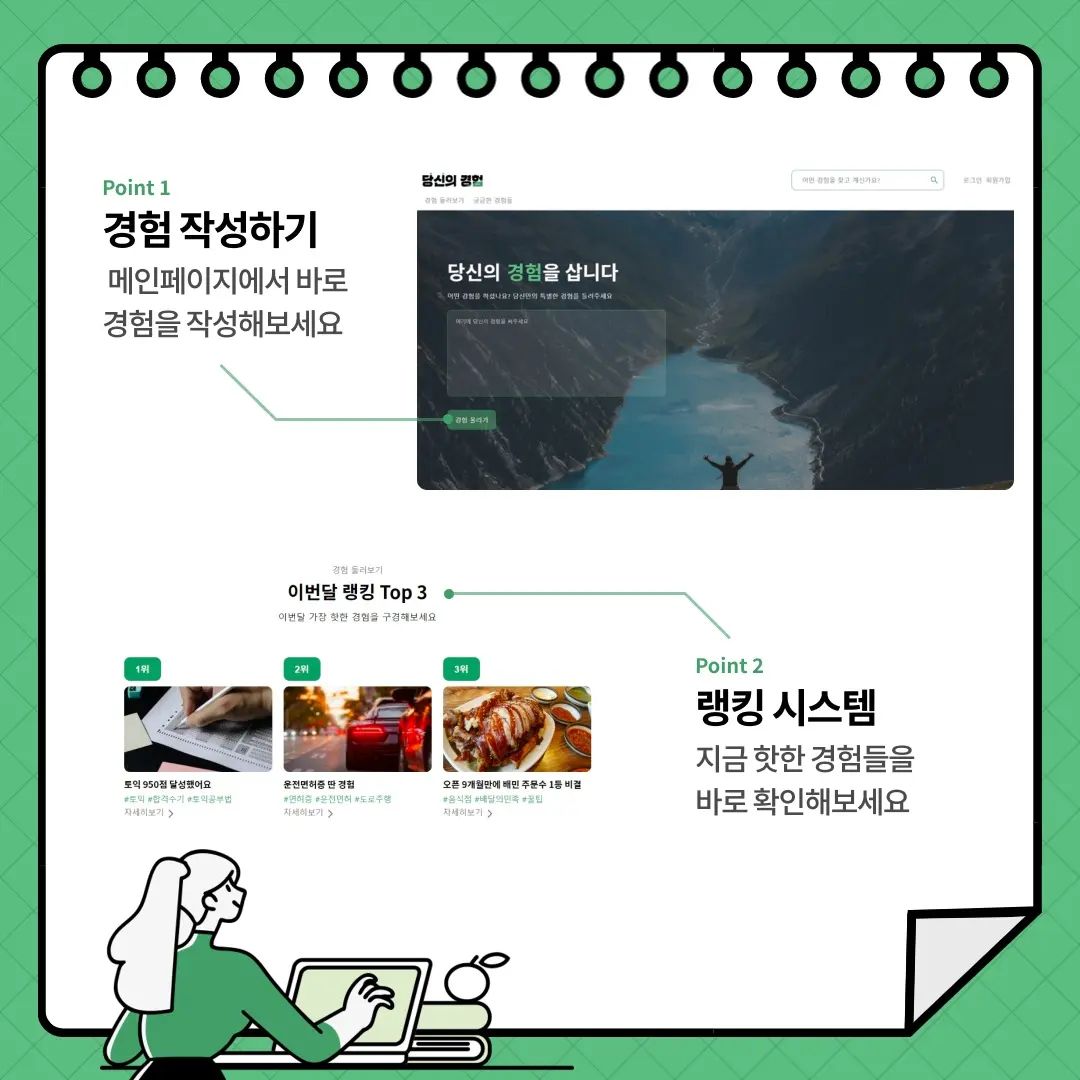 Point 1
경험 작성하기
메인페이지에서 바로
경험을 작성해보세요
당신의 경험
어떤 경험을 찾고 계신가요?
로그인 회원가입
경험 둘러보기 궁금한 경험들
당신의 경험을 삽니다
어떤 경험을 하셨나요? 당신만의 특별한 경험을 들려주세요
여기에 당신의 경험을 써주세요
경험 올리기
경험 둘러보기
이번달 랭킹 Top 3
이번달 가장 핫한 경험을 구경해보세요
1위
토익 950점 달성했어요
#토익 #합격수기 #토익공부법
자세히보기
2위
운전면허증 딴 경험
#면허증 #운전면허 #도로주행
자세히보기
3위
오픈 9개월만에 배민 주문수 1등 비결
#음식점 #배달의민족 #꿀팁
자세히보기
Point 2
랭킹 시스템
지금 핫한 경험들을
바로 확인해보세요